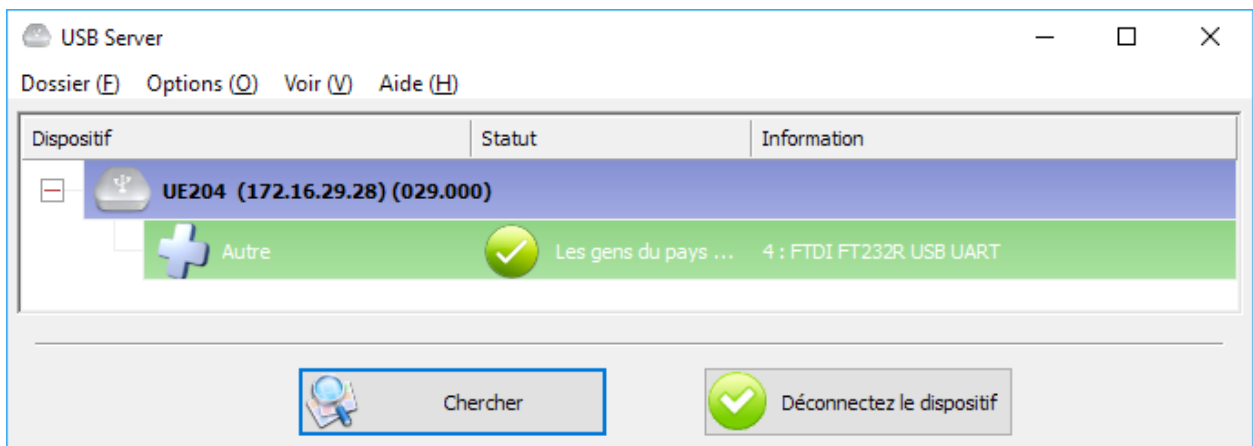 USB Server
Dossier (F) Options (O) Voir (V) Aide (H)
Dispositif Statut Information
UE204 (172.16.29.28) (029.000)
Autre Les gens du pays ... 4 : FTDI FT232R USB UART
Chercher Déconnectez le dispositif